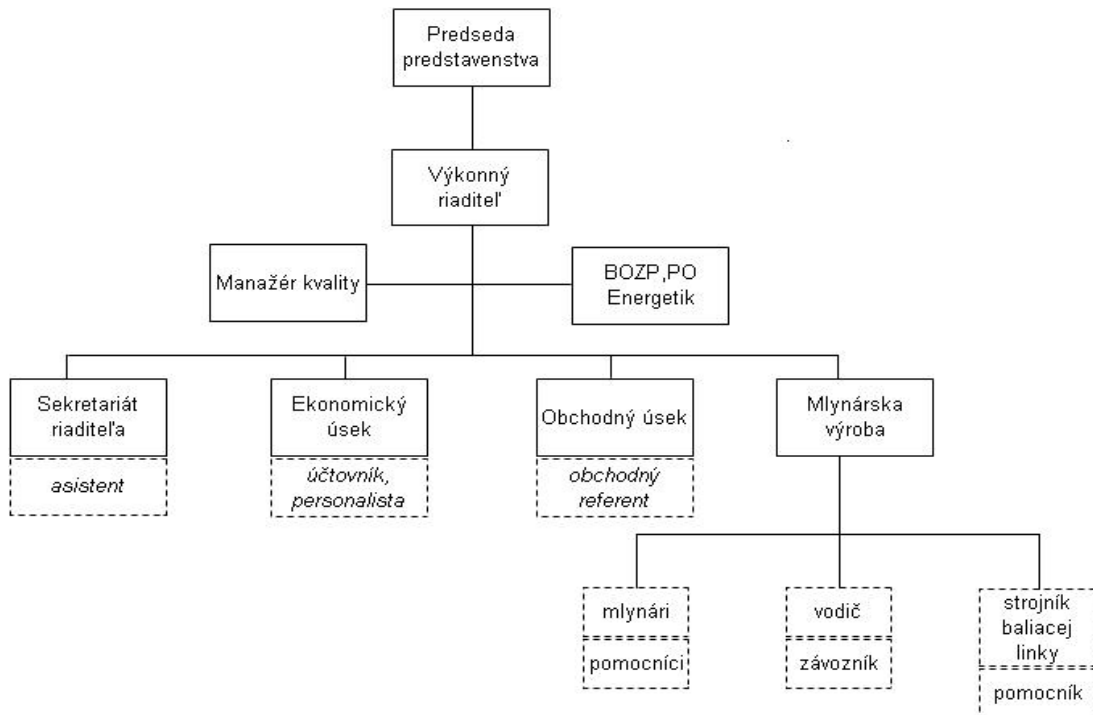 Predseda
predstavenstva
Výkonný
riaditeľ
Manažér kvality
BOZP,PO
Energetik
Sekretariát
riaditeľa
asistent
Ekonomický
úsek
účtovník,
personalista
Obchodný úsek
obchodný
referent
Mlynárska
výroba
mlynári
pomocníci
vodič
závozník
strojník
baliacej
linky
pomocník